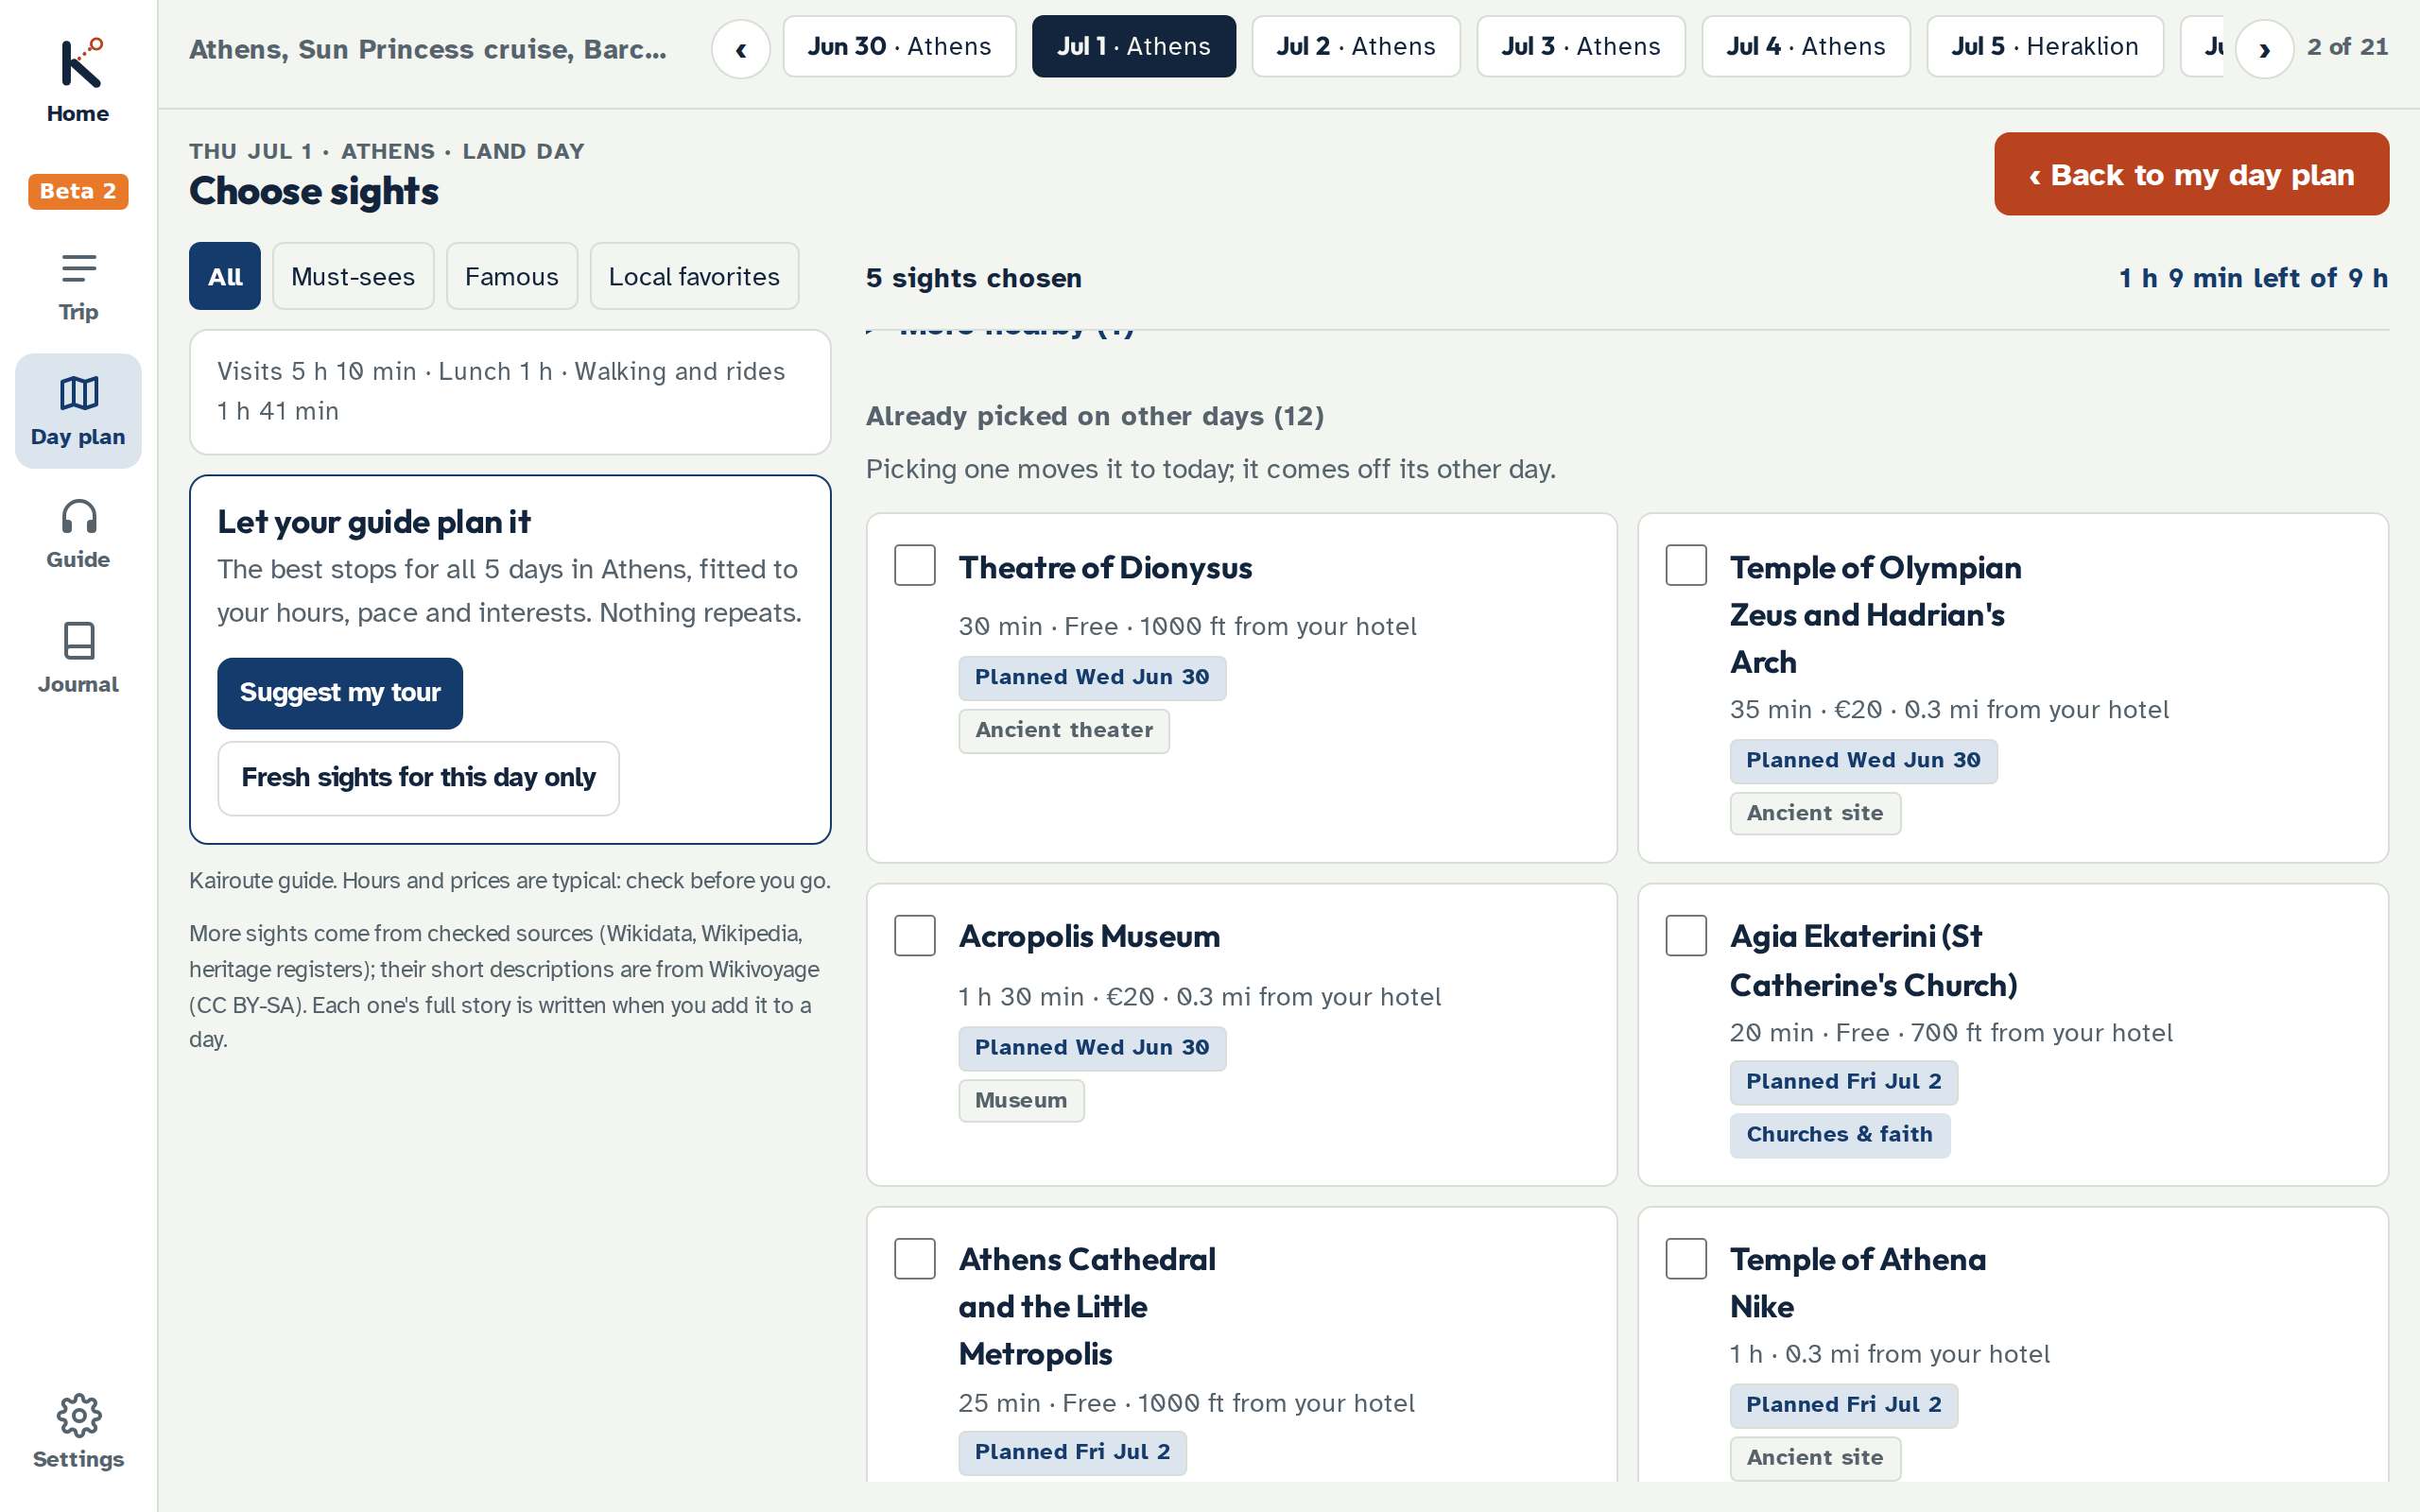 Home
Beta 2
Trip
Day plan
Guide
Journal
Settings
Athens, Sun Princess cruise, Barc...
‹
Jun 30 · Athens
Jul 1 · Athens
Jul 2 · Athens
Jul 3 · Athens
Jul 4 · Athens
Jul 5 · Heraklion
›
2 of 21
THU JUL 1 · ATHENS · LAND DAY
Choose sights
‹ Back to my day plan
All
Must-sees
Famous
Local favorites
Visits 5 h 10 min · Lunch 1 h · Walking and rides
1 h 41 min
Let your guide plan it
The best stops for all 5 days in Athens, fitted to
your hours, pace and interests. Nothing repeats.
Suggest my tour
Fresh sights for this day only
Kairoute guide. Hours and prices are typical: check before you go.
More sights come from checked sources (Wikidata, Wikipedia,
heritage registers); their short descriptions are from Wikivoyage
(CC BY-SA). Each one's full story is written when you add it to a
day.
5 sights chosen
1 h 9 min left of 9 h
More nearby
Already picked on other days (12)
Picking one moves it to today; it comes off its other day.
Theatre of Dionysus
30 min · Free · 1000 ft from your hotel
Planned Wed Jun 30
Ancient theater
Temple of Olympian
Zeus and Hadrian's
Arch
35 min · €20 · 0.3 mi from your hotel
Planned Wed Jun 30
Ancient site
Acropolis Museum
1 h 30 min · €20 · 0.3 mi from your hotel
Planned Wed Jun 30
Museum
Agia Ekaterini (St
Catherine's Church)
20 min · Free · 700 ft from your hotel
Planned Fri Jul 2
Churches & faith
Athens Cathedral
and the Little
Metropolis
25 min · Free · 1000 ft from your hotel
Planned Fri Jul 2
Temple of Athena
Nike
1 h · 0.3 mi from your hotel
Planned Fri Jul 2
Ancient site